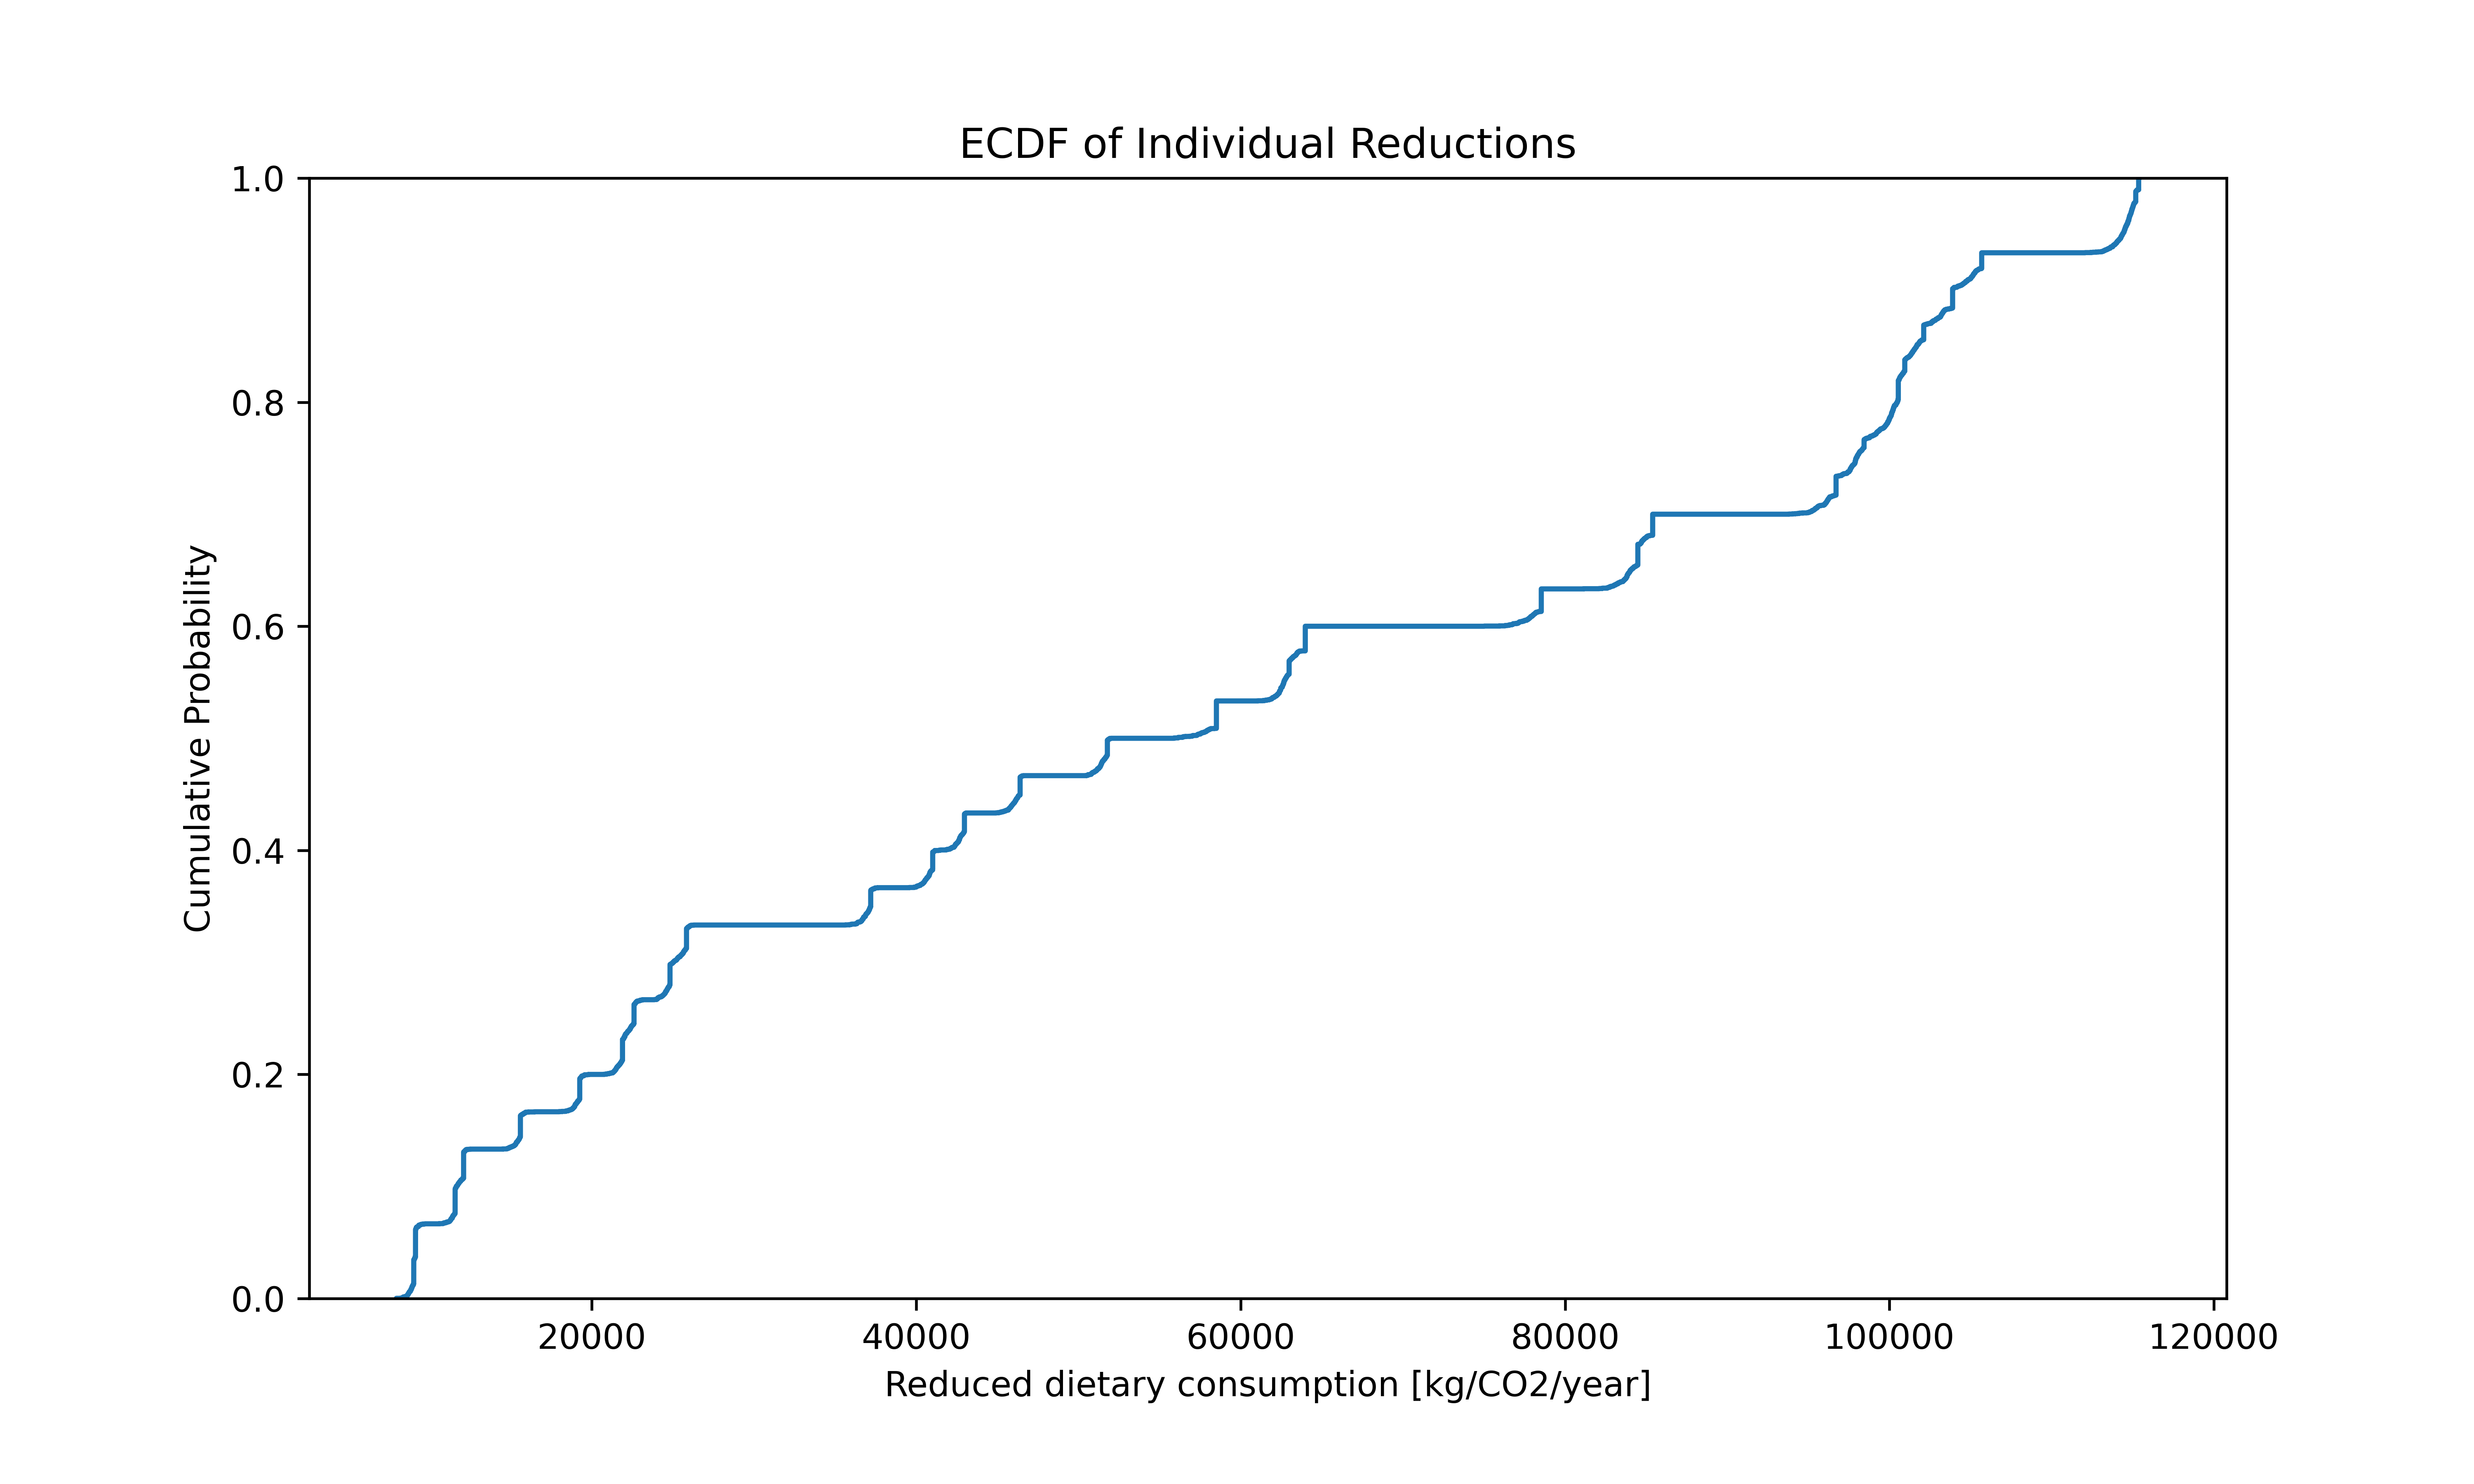 ECDF of Individual Reductions
1.0
0.8
0.6
0.4
0.2
0.0
Cumulative Probability
20000 40000 60000 80000 100000 120000
Reduced dietary consumption [kg/CO2/year]